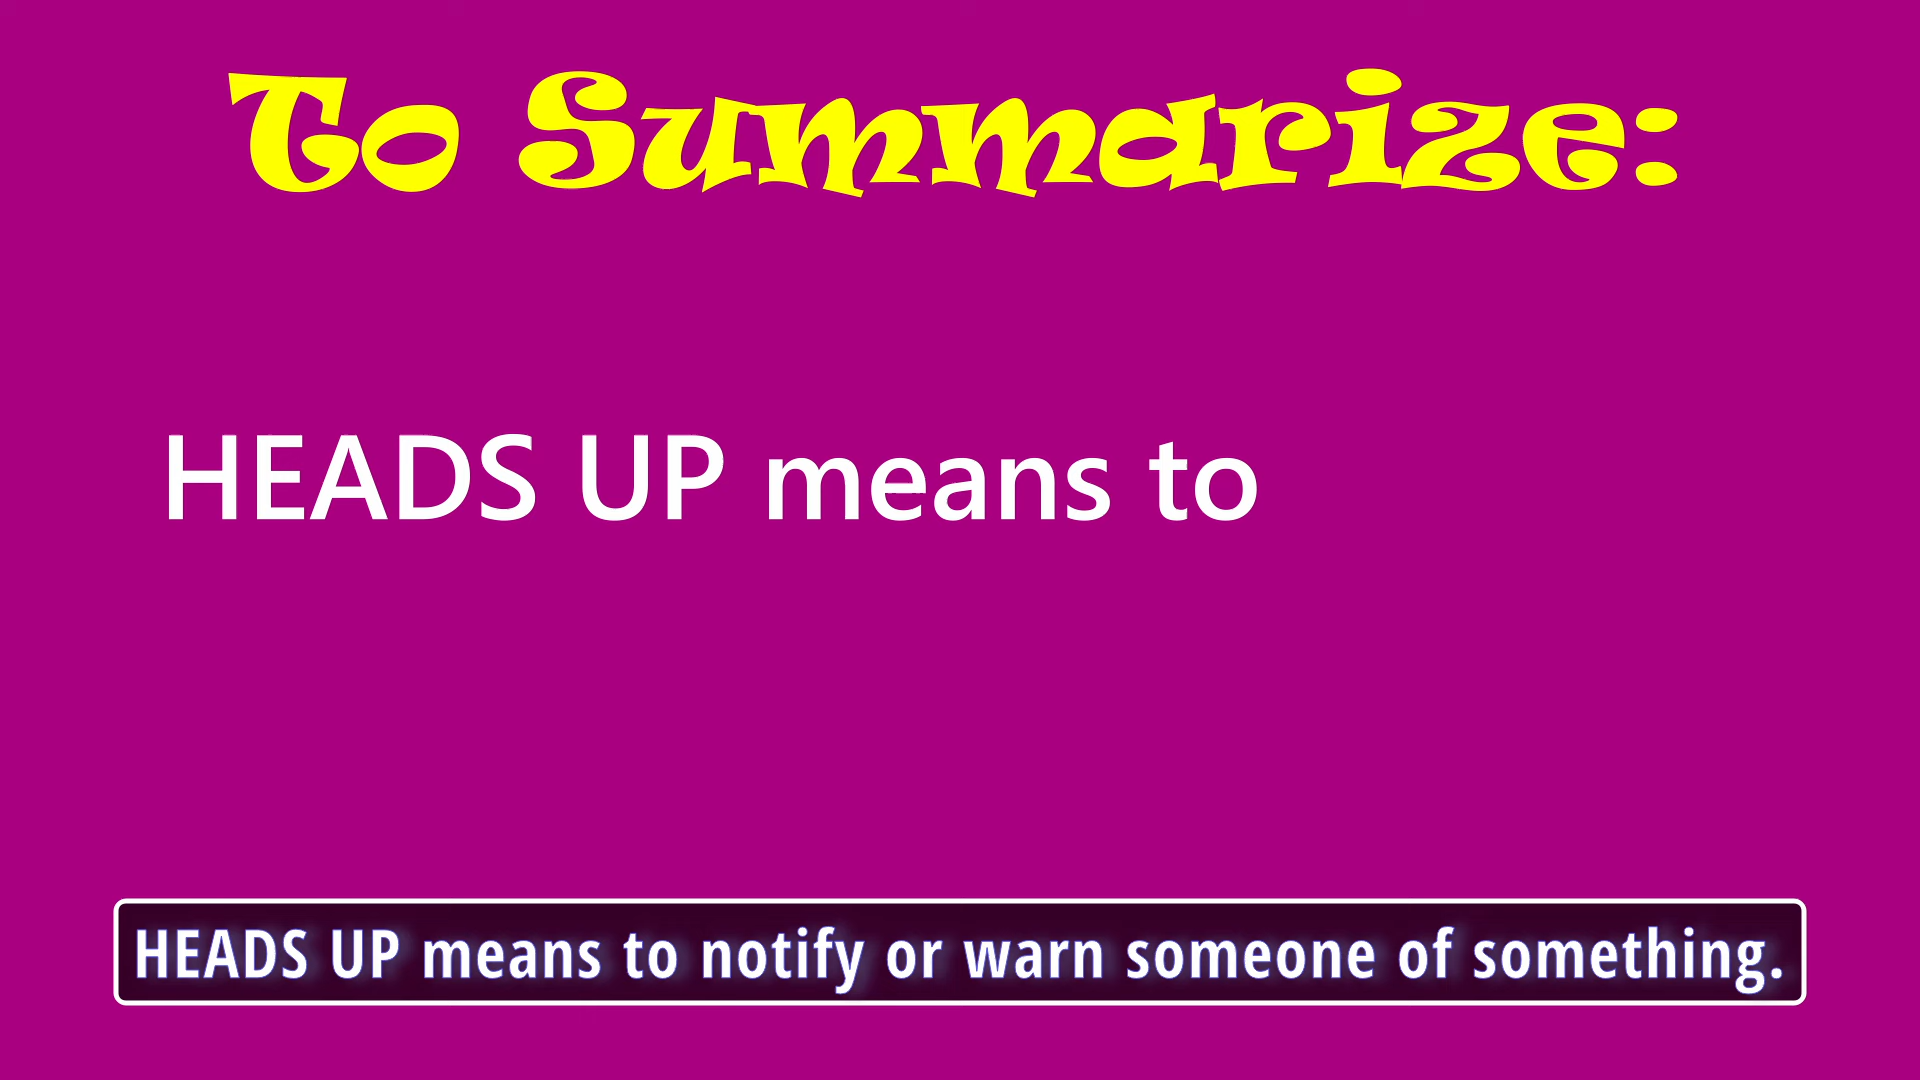 To Summarize:
HEADS UP means to
HEADS UP means to notify or warn someone of something.